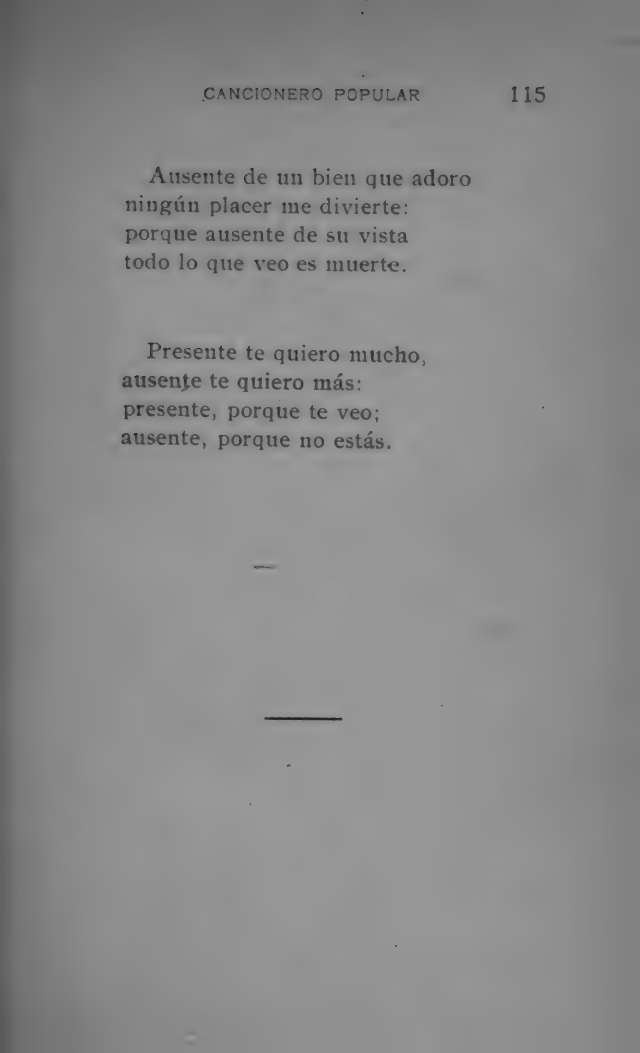 CANCIONERO POPULAR 115
Ausente de un bien que adoro
ningún placer me divierte:
porque ausente de su vista
todo lo que veo es muerte.
Presente te quiero mucho,
ausente te quiero más:
presente, porque te veo;
ausente, porque no estás.